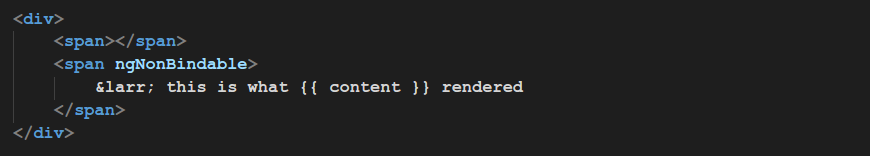 <div>
<span></span>
<span ngNonBindable>
&larr; this is what {{ content }} rendered
</span>
</div>